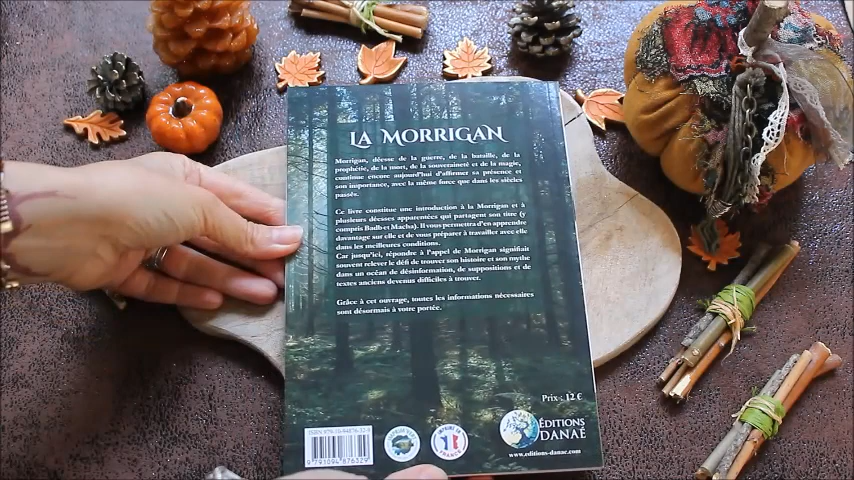 LA MORRIGAN
Morrigan, déesse de la guerre, de la bataille, de la
prophétie, de la mort, de la souveraineté et de la magie,
continue encore aujourd'hui d'affirmer sa présence et
son importance, avec la même force que dans les siècles
passés.
Ce livre constitue une introduction à la Morrigan et à
plusieurs déesses apparentées qui partagent son titre (y
compris Badb et Macha). Il vous permettra d'en apprendre
davantage sur elle et de vous préparer à travailler avec elle
dans les meilleures conditions.
Car jusqu'ici, répondre à l'appel de Morrigan signifiait
souvent relever le défi de trouver son histoire et son mythe
dans un océan de désinformation, de suppositions et de
textes anciens devenus difficiles à trouver.
Grâce à cet ouvrage, toutes les informations nécessaires
sont désormais à votre portée.
Prix : 12 €
ÉDITIONS
DANAÉ
www.editions-danae.com
IMPRIMÉ EN
FRANCE
9791094876329